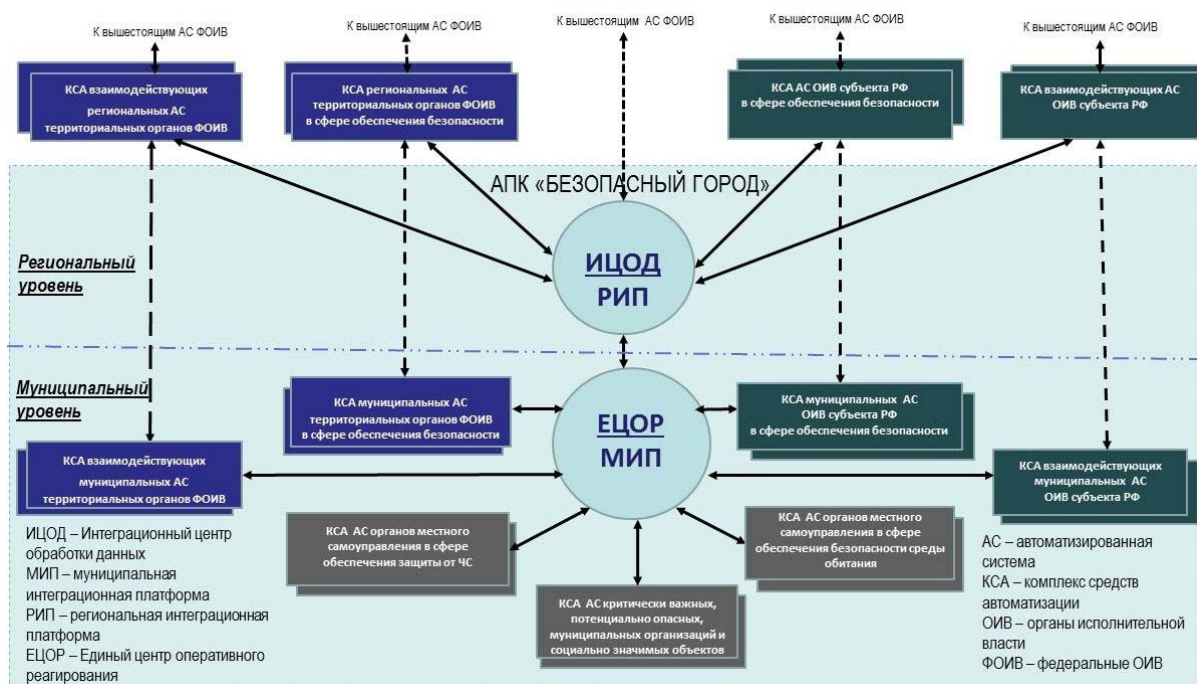 К вышестоящим АС ФОИВ
К вышестоящим АС ФОИВ
К вышестоящим АС ФОИВ
К вышестоящим АС ФОИВ
К вышестоящим АС ФОИВ
КСА взаимодействующих
региональных АС
территориальных органов ФОИВ
КСА региональных АС
территориальных органов ФОИВ
в сфере обеспечения безопасности
КСА АС ОИВ субъекта РФ
в сфере обеспечения безопасности
КСА взаимодействующих АС
ОИВ субъекта РФ
АПК «БЕЗОПАСНЫЙ ГОРОД»
Региональный
уровень
ИЦОД
РИП
Муниципальный
уровень
КСА муниципальных АС
территориальных органов ФОИВ
в сфере обеспечения безопасности
ЕЦОР
МИП
КСА муниципальных АС
ОИВ субъекта РФ
в сфере обеспечения безопасности
КСА взаимодействующих
муниципальных АС
территориальных органов ФОИВ
КСА взаимодействующих
муниципальных АС
ОИВ субъекта РФ
КСА АС органов местного
самоуправления в сфере
обеспечения защиты от ЧС
КСА АС органов местного
самоуправления в сфере
обеспечения безопасности среды
обитания
КСА АС критически важных,
потенциально опасных,
муниципальных организаций и
социально значимых объектов
ИЦОД – Интеграционный центр
обработки данных
МИП – муниципальная
интеграционная платформа
РИП – региональная интеграционная
платформа
ЕЦОР – Единый центр оперативного
реагирования
АС – автоматизированная
система
КСА – комплекс средств
автоматизации
ОИВ – органы исполнительной
власти
ФОИВ – федеральные ОИВ